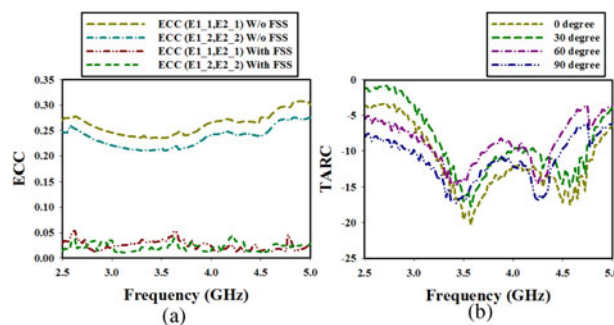 ECC (E1_1,E2_1) W/o FSS
ECC (E1_2,E2_2) W/o FSS
ECC (E1_1,E2_1) With FSS
ECC (E1_2,E2_2) With FSS
0.35
0.30
0.25
0.20
0.15
0.10
0.05
0.00
ECC
2.5 3.0 3.5 4.0 4.5 5.0
Frequency (GHz)
(a)
0 degree
30 degree
60 degree
90 degree
0
-5
-10
-15
-20
-25
TARC
2.5 3.0 3.5 4.0 4.5 5.0
Frequency (GHz)
(b)